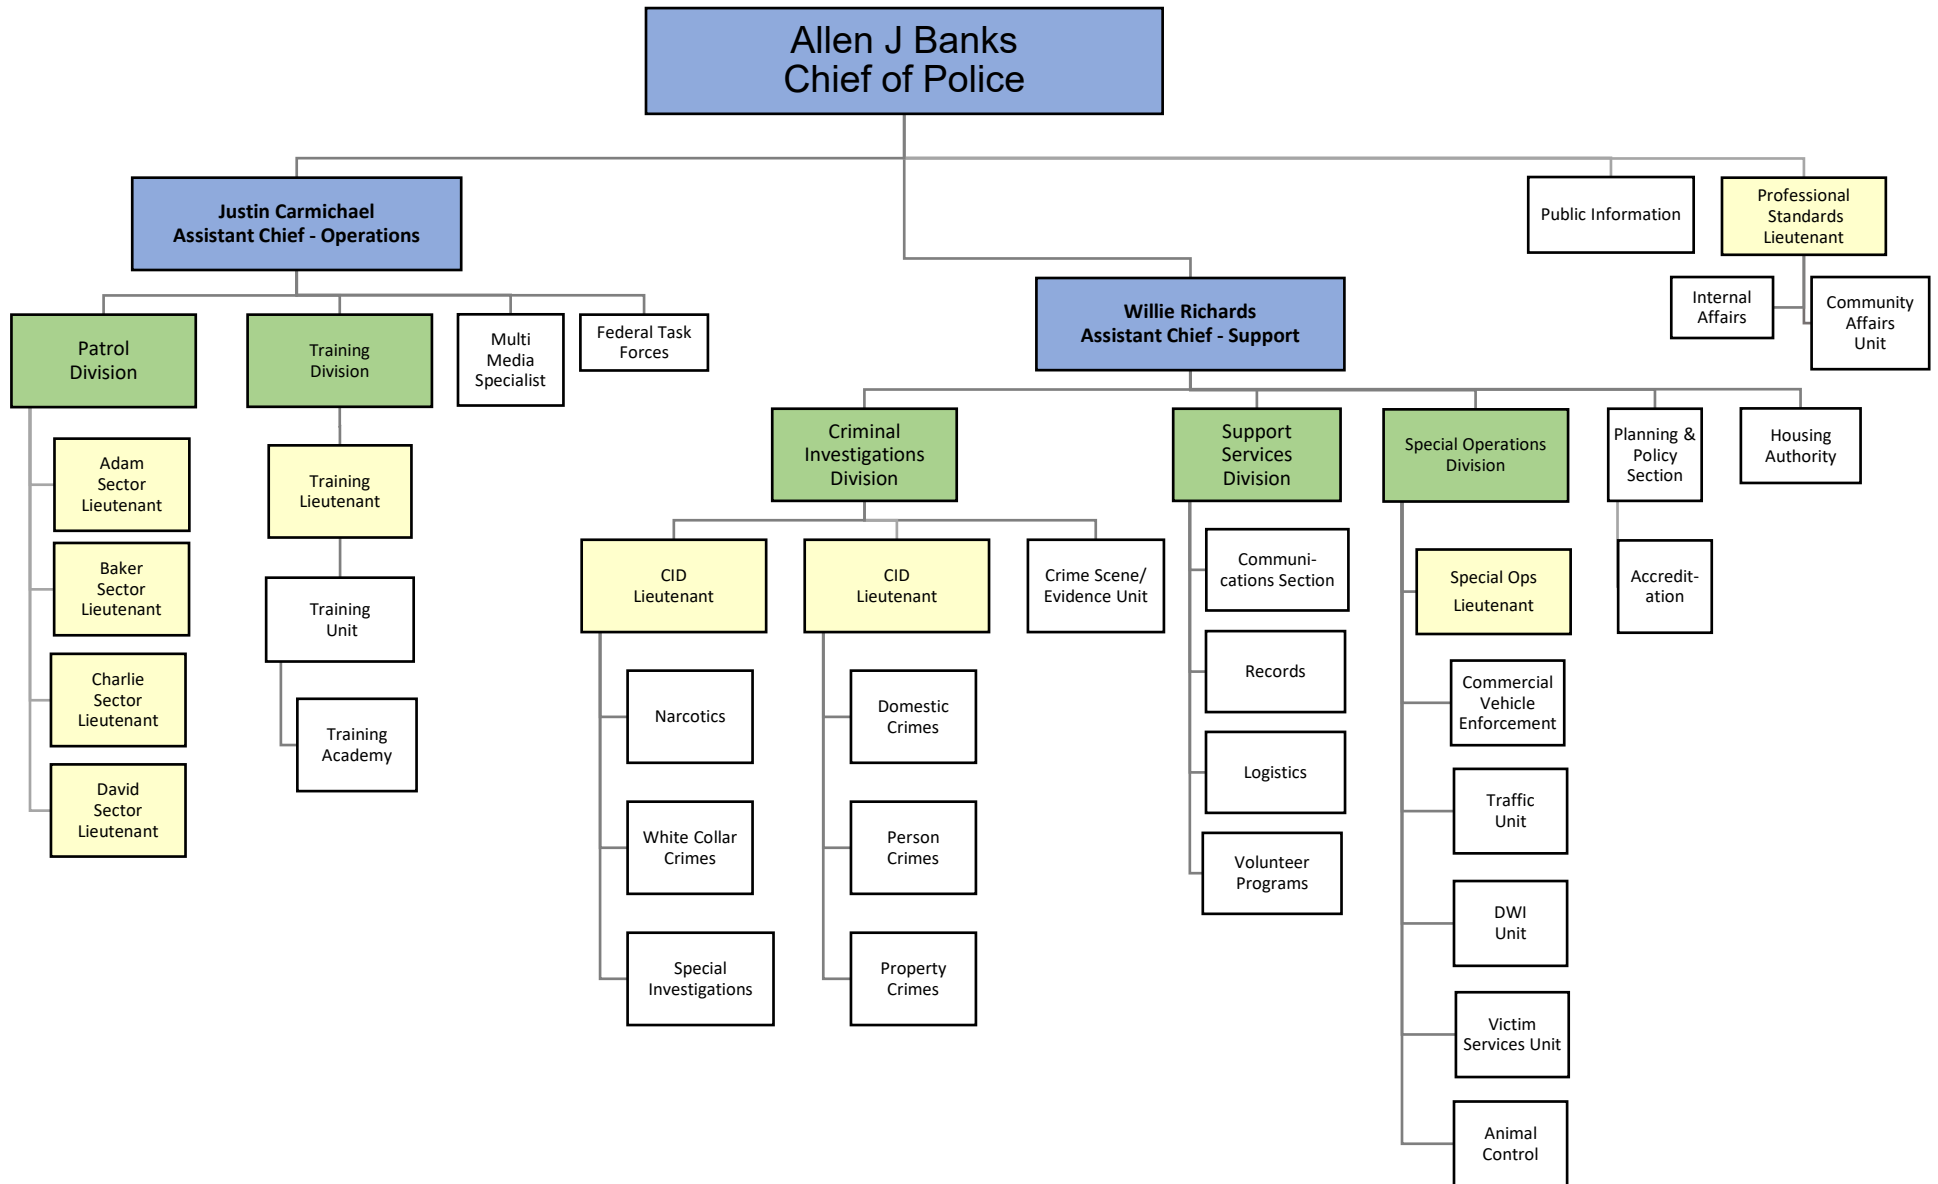 Allen J Banks
Chief of Police
Justin Carmichael
Assistant Chief - Operations
Public Information
Professional
Standards
Lieutenant
Internal
Affairs
Community
Affairs
Unit
Willie Richards
Assistant Chief - Support
Patrol
Division
Training
Division
Multi
Media
Specialist
Federal Task
Forces
Adam
Sector
Lieutenant
Baker
Sector
Lieutenant
Charlie
Sector
Lieutenant
David
Sector
Lieutenant
Training
Lieutenant
Training
Unit
Training
Academy
Criminal
Investigations
Division
Support
Services
Division
Special Operations
Division
Planning &
Policy
Section
Housing
Authority
CID
Lieutenant
CID
Lieutenant
Crime Scene/
Evidence Unit
Narcotics
White Collar
Crimes
Special
Investigations
Domestic
Crimes
Person
Crimes
Property
Crimes
Communi-
cations Section
Records
Logistics
Volunteer
Programs
Special Ops
Lieutenant
Commercial
Vehicle
Enforcement
Traffic
Unit
DWI
Unit
Victim
Services Unit
Animal
Control
Accredit-
ation